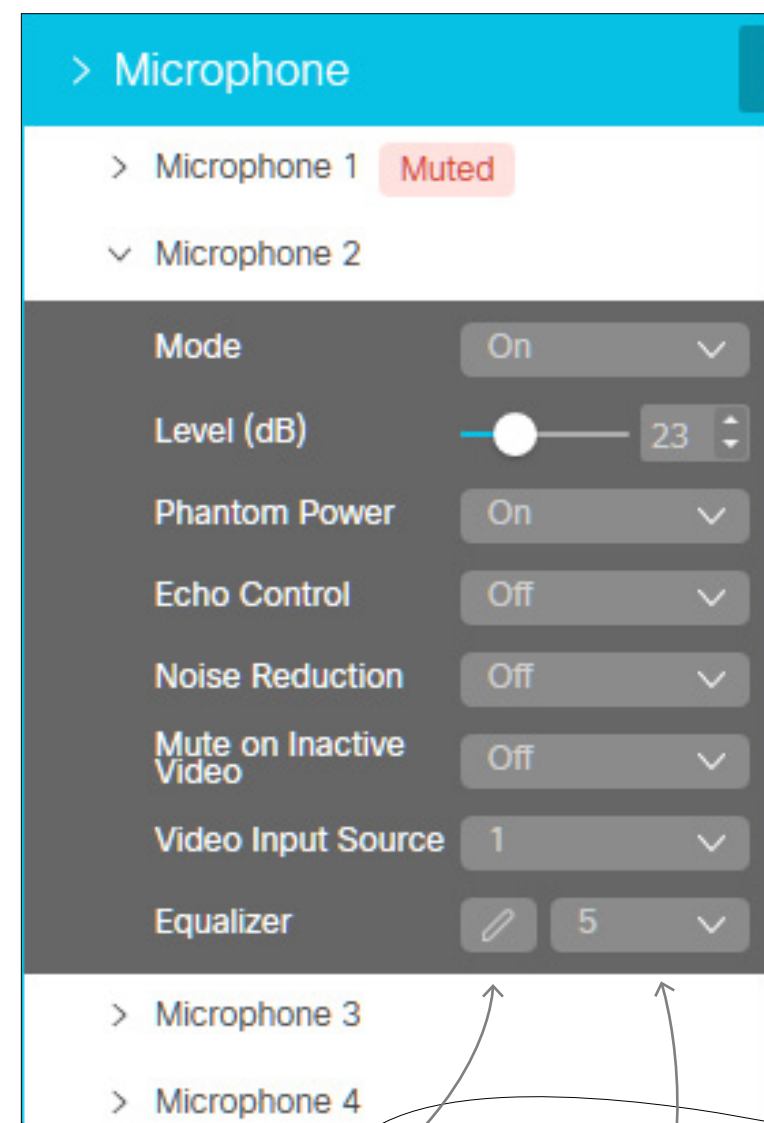 Microphone
Microphone 1 Muted
Microphone 2
Mode On
Level (dB) 23
Phantom Power On
Echo Control Off
Noise Reduction Off
Mute on Inactive
Video Off
Video Input Source 1
Equalizer 5
Microphone 3
Microphone 4